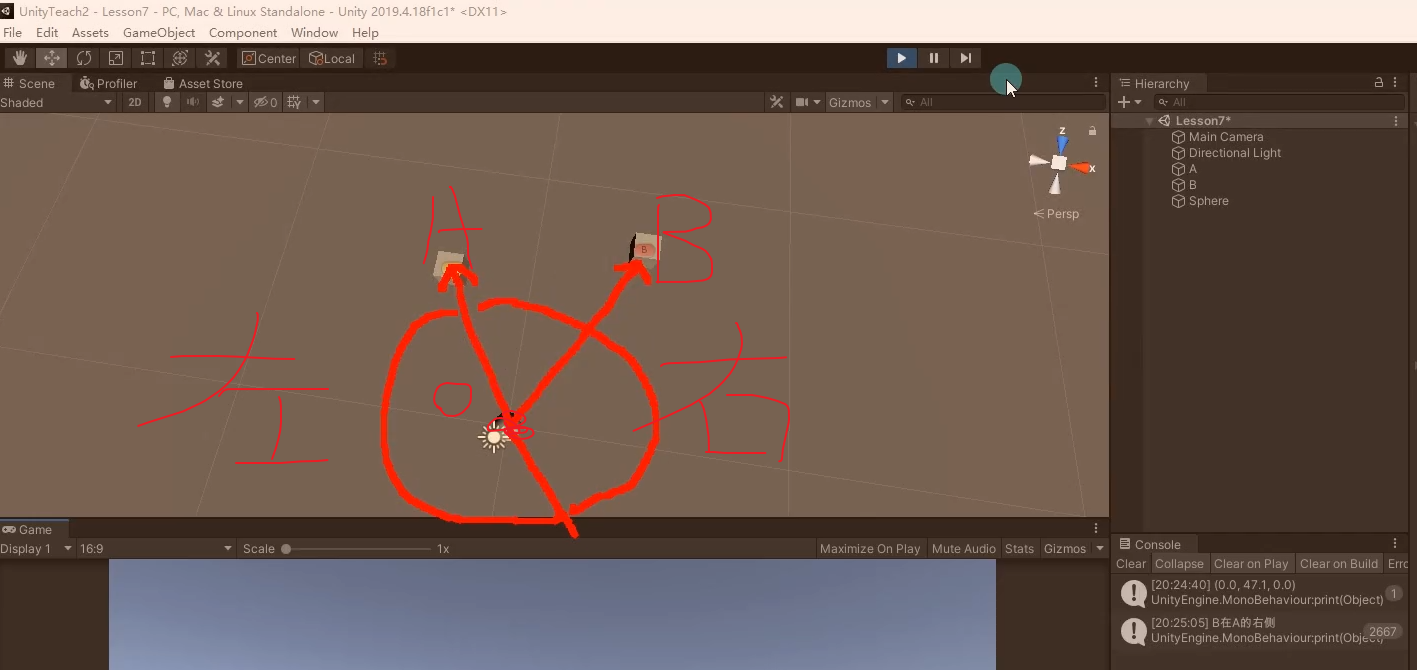 UnityTeach2 - Lesson7 - PC, Mac & Linux Standalone - Unity 2019.4.18f1c1* <DX11>
File Edit Assets GameObject Component Window Help
Center Local
Scene Profiler Asset Store
Shaded 2D 0 Gizmos All
Hierarchy
All
Lesson7*
Main Camera
Directional Light
A
B
Sphere
z
x
Persp
A B
B
左 右
O
Game
Display 1 16:9 Scale 1x Maximize On Play Mute Audio Stats Gizmos
Console
Clear Collapse Clear on Play Clear on Build Erro
[20:24:40] (0.0, 47.1, 0.0)
UnityEngine.MonoBehaviour:print(Object)
1
[20:25:05] B在A的右侧
UnityEngine.MonoBehaviour:print(Object)
2667